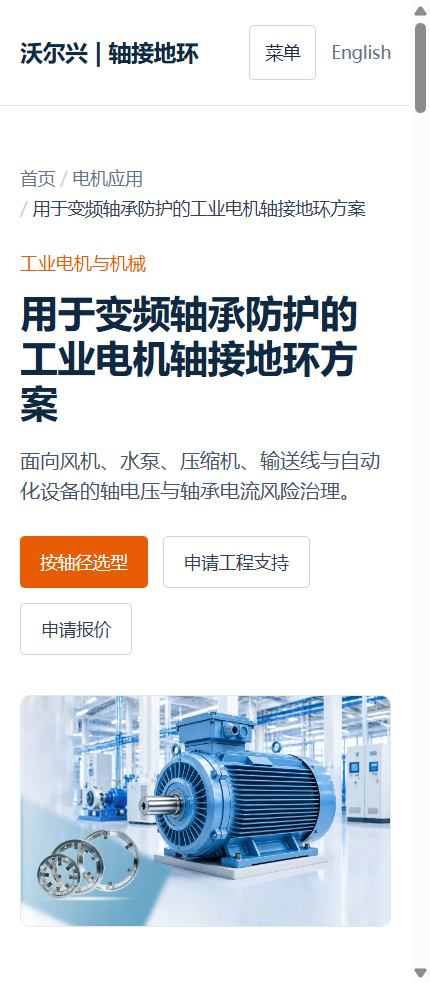 沃尔兴 | 轴接地环
菜单
English
首页 / 电机应用
/ 用于变频轴承防护的工业电机轴接地环方案
工业电机与机械
用于变频轴承防护的
工业电机轴接地环方
案
面向风机、水泵、压缩机、输送线与自动
化设备的轴电压与轴承电流风险治理。
按轴径选型
申请工程支持
申请报价